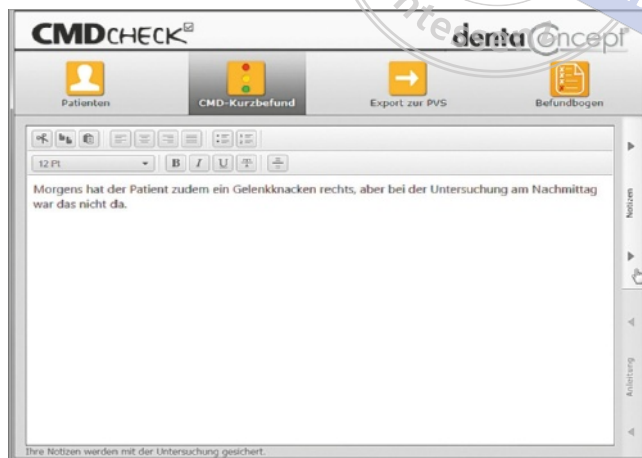 CMDCHECK
dentaConcept
Patienten
CMD-Kurzbefund
Export zur PVS
Befundbogen
12 Pt
B I U
Morgens hat der Patient zudem ein Gelenkknacken rechts, aber bei der Untersuchung am Nachmittag
war das nicht da.
Notizen
Anleitung
Ihre Notizen werden mit der Untersuchung gesichert.